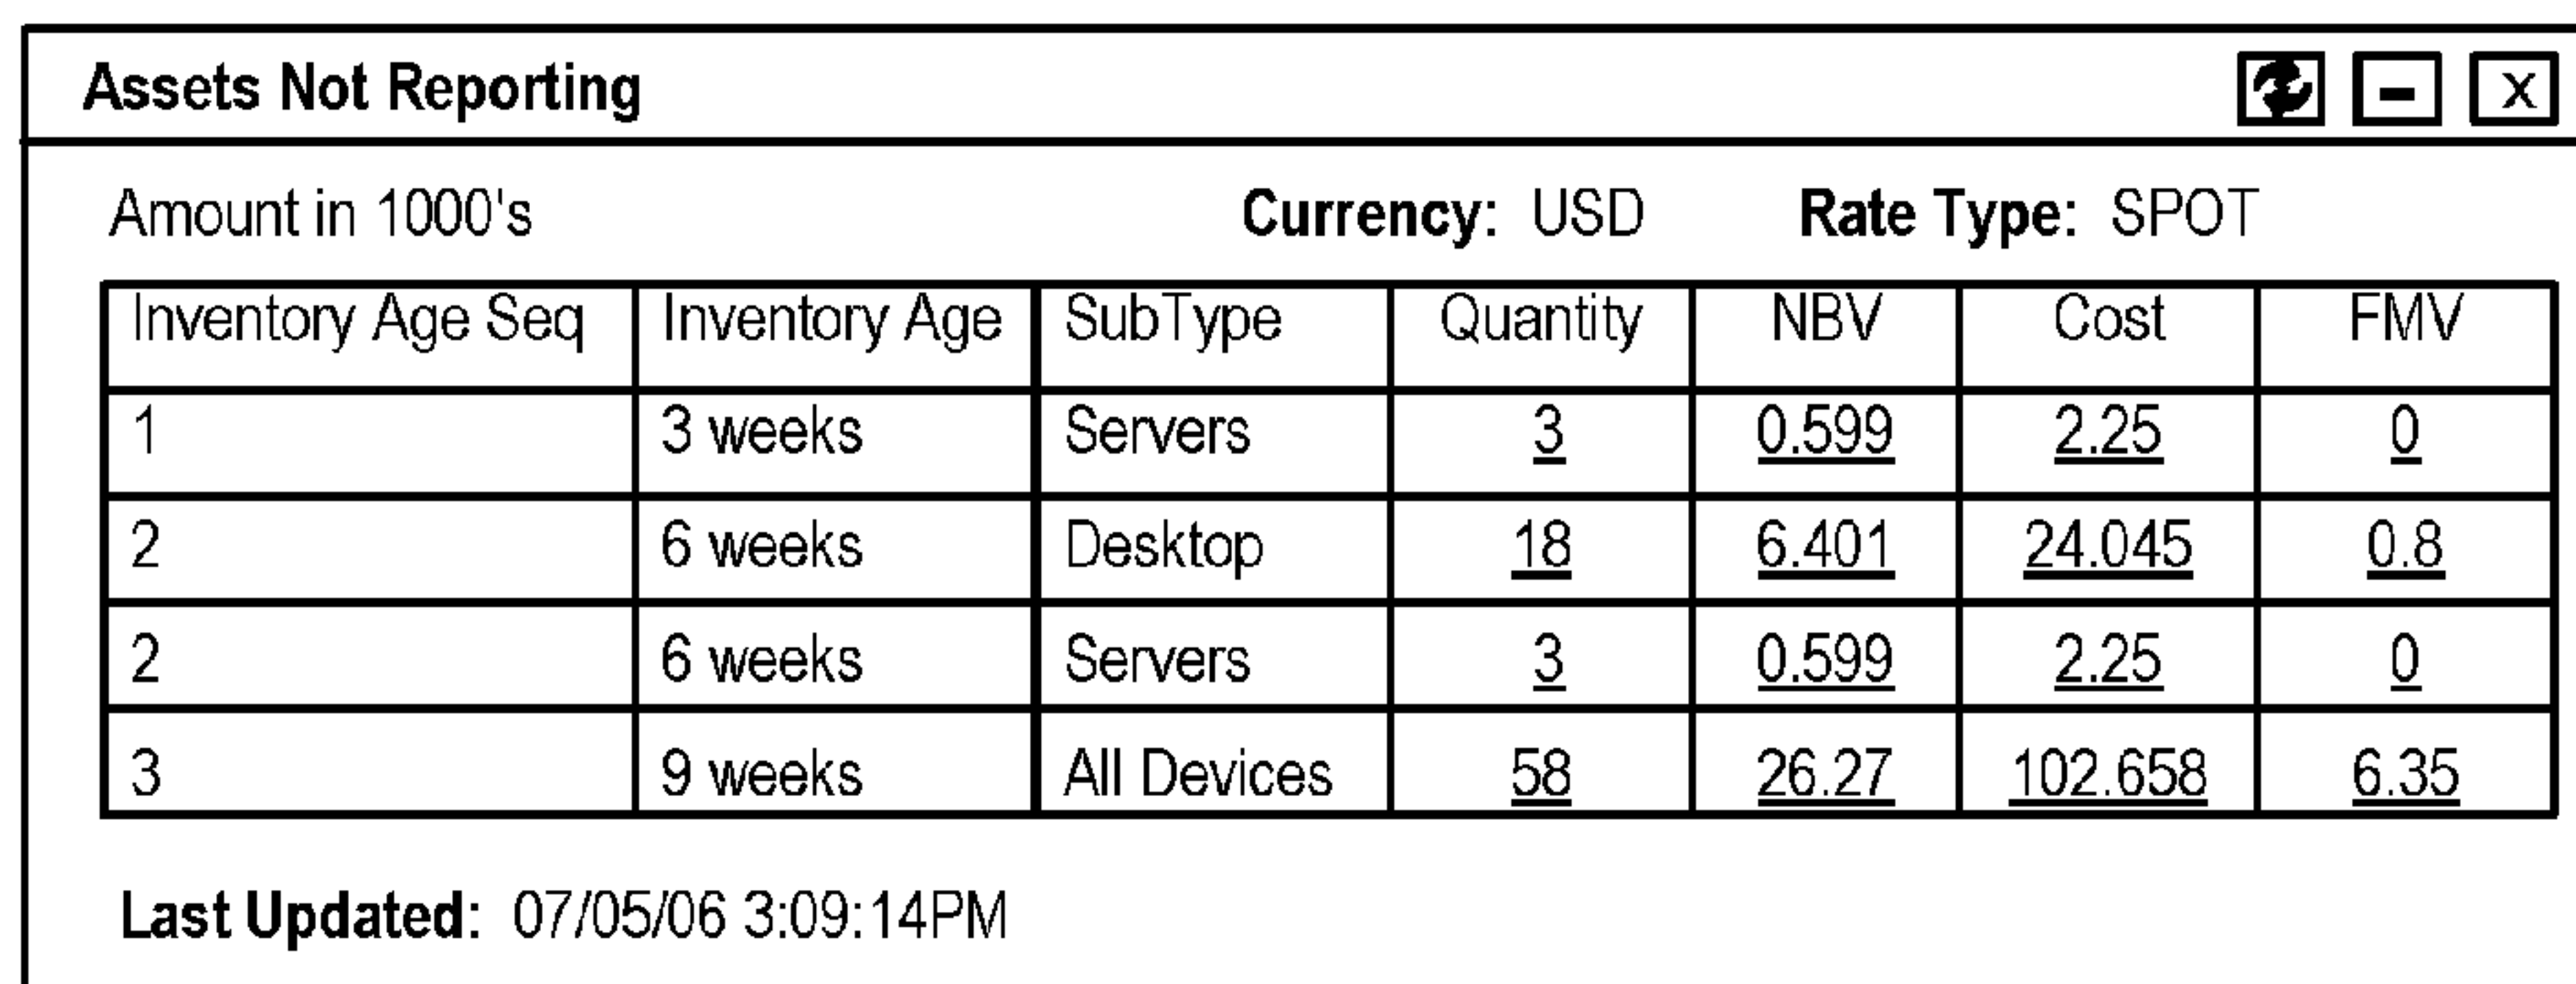 Assets Not Reporting X
Amount in 1000's Currency: USD Rate Type: SPOT
Inventory Age Seq Inventory Age SubType Quantity NBV Cost FMV
1 3 weeks Servers 3 0.599 2.25 0
2 6 weeks Desktop 18 6.401 24.045 0.8
2 6 weeks Servers 3 0.599 2.25 0
3 9 weeks All Devices 58 26.27 102.658 6.35
Last Updated: 07/05/06 3:09:14PM